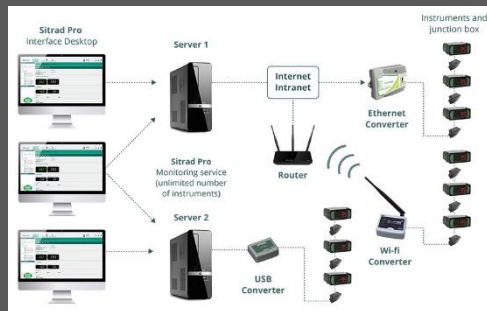 Sitrad Pro
Interface Desktop
Server 1
Internet
Intranet
Instruments and
junction box
Ethernet
Converter
Router
Sitrad Pro
Monitoring service
(unlimited number
of instruments)
Server 2
USB
Converter
Wi-fi
Converter